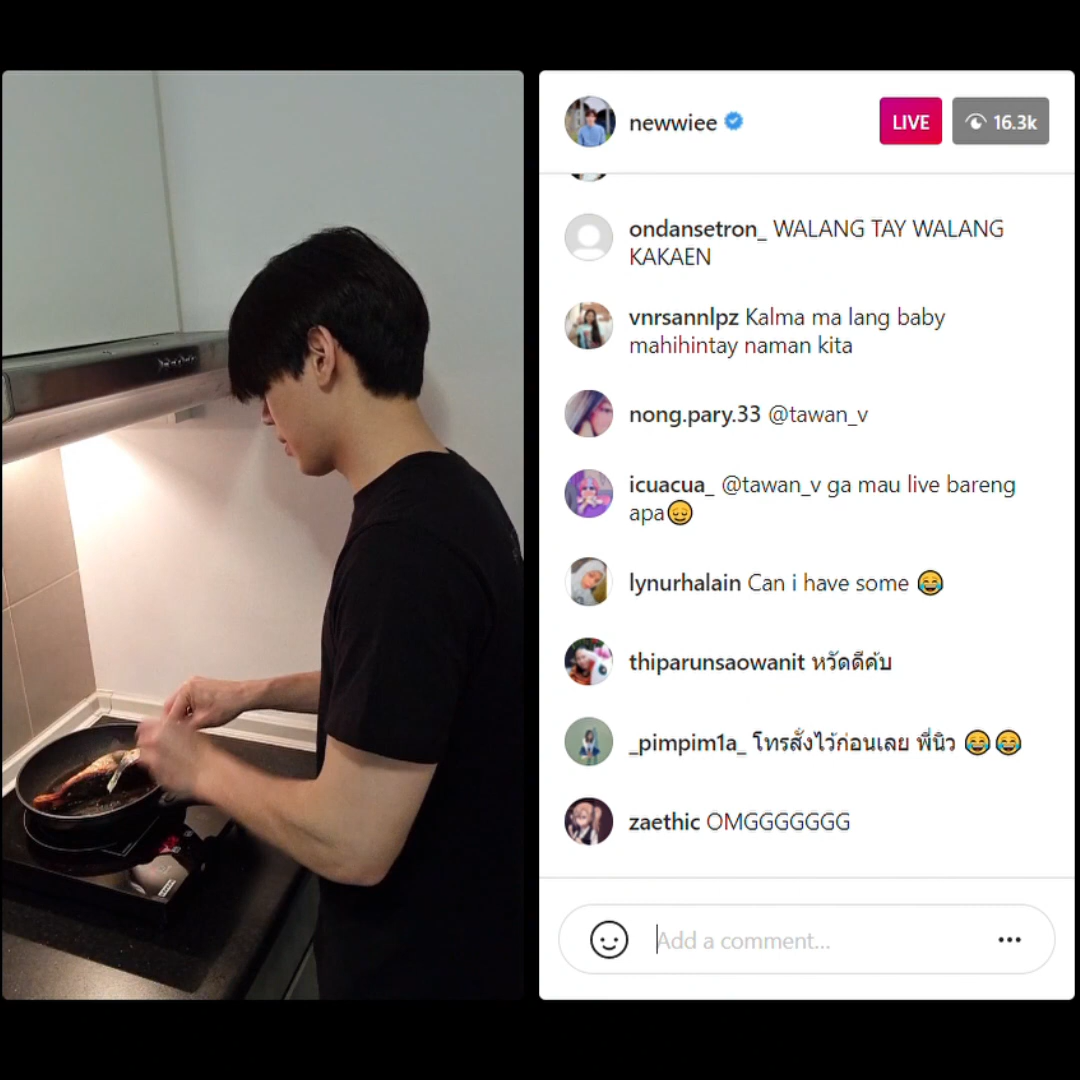 newwiee
LIVE
16.3k
ondansetron_ WALANG TAY WALANG
KAKAEN
vnrsannlpz Kalma ma lang baby
mahihintay naman kita
nong.pary.33 @tawan_v
icuacua_ @tawan_v ga mau live bareng
apa😌
lynurhalain Can i have some 😂
thiparunsaowanit หวัดดีคับ
_pimpim1a_ โทรสั่งไว้ก่อนเลย พี่นิว 😂😂
zaethic OMGGGGGGG
Add a comment...